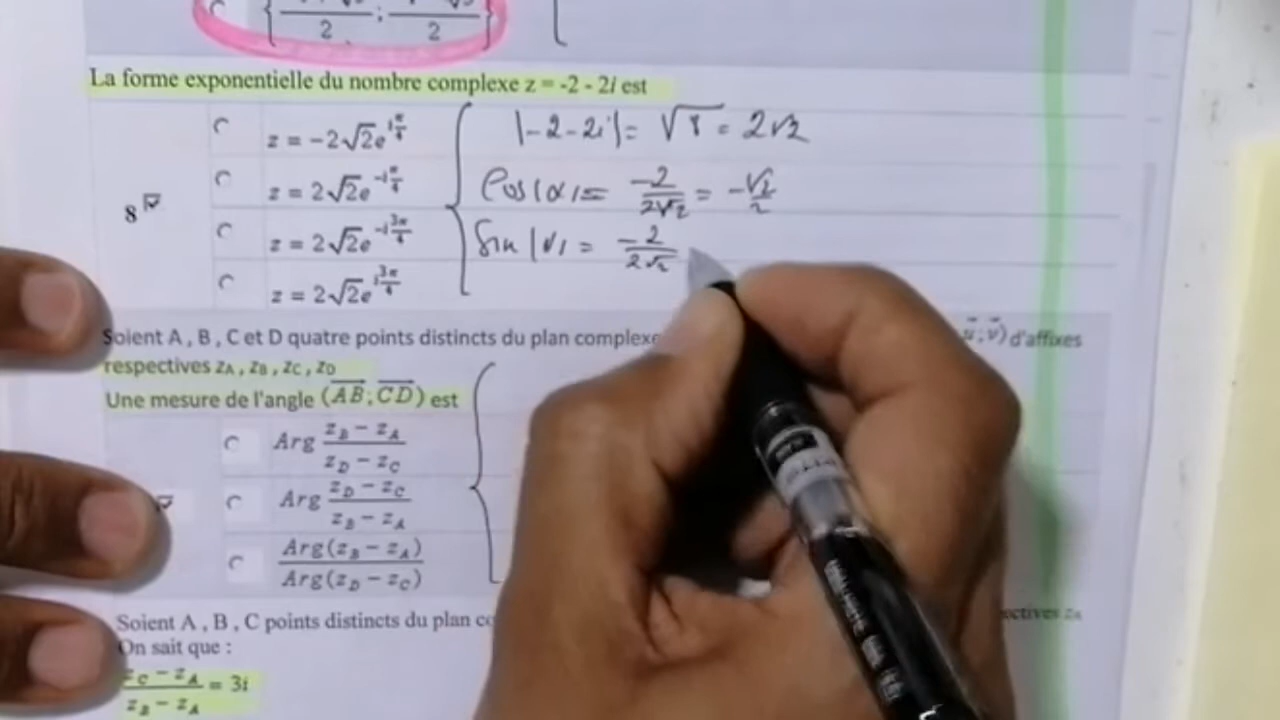 2 ; 2
La forme exponentielle du nombre complexe z = -2 - 2i est
z = -2√2e^{iπ/4}
|-2-2i| = √8 = 2√2
z = 2√2e^{-iπ/4}
Cos(α) = -2/2√2 = -√2/2
8
z = 2√2e^{-i3π/4}
Sin(α) = -2/2√2
z = 2√2e^{i3π/4}
Soient A , B , C et D quatre points distincts du plan complexe ; v) d'affixes
respectives z_A , z_B , z_C , z_D
Une mesure de l'angle (AB ; CD) est
Arg (z_B - z_A)/(z_D - z_C)
Arg (z_D - z_C)/(z_B - z_A)
Arg(z_B - z_A)/Arg(z_D - z_C)
Soient A , B , C points distincts du plan z_A
On sait que :
(z_C - z_A)/(z_B - z_A) = 3i